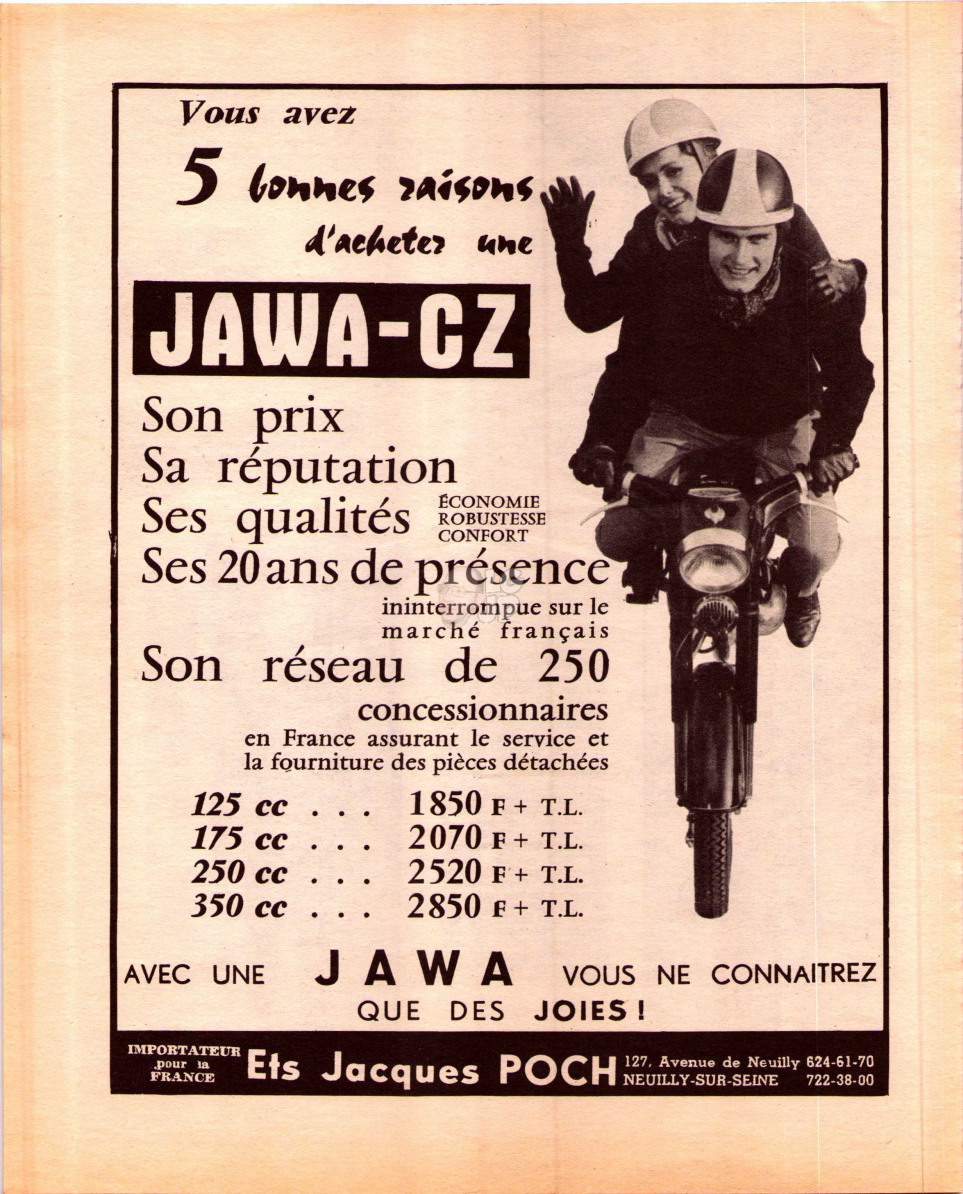 Vous avez
5 bonnes raisons
d'acheter une
JAWA-CZ
Son prix
Sa réputation
Ses qualités
ÉCONOMIE
ROBUSTESSE
CONFORT
Ses 20 ans de présence
ininterrompue sur le
marché français
Son réseau de 250
concessionnaires
en France assurant le service et
la fourniture des pièces détachées
125 cc . . . 1850 F + T.L.
175 cc . . . 2070 F + T.L.
250 cc . . . 2520 F + T.L.
350 cc . . . 2850 F + T.L.
AVEC UNE JAWA VOUS NE CONNAITREZ
QUE DES JOIES !
IMPORTATEUR
pour la
FRANCE
Ets Jacques POCH
127, Avenue de Neuilly 624-61-70
NEUILLY-SUR-SEINE 722-38-00